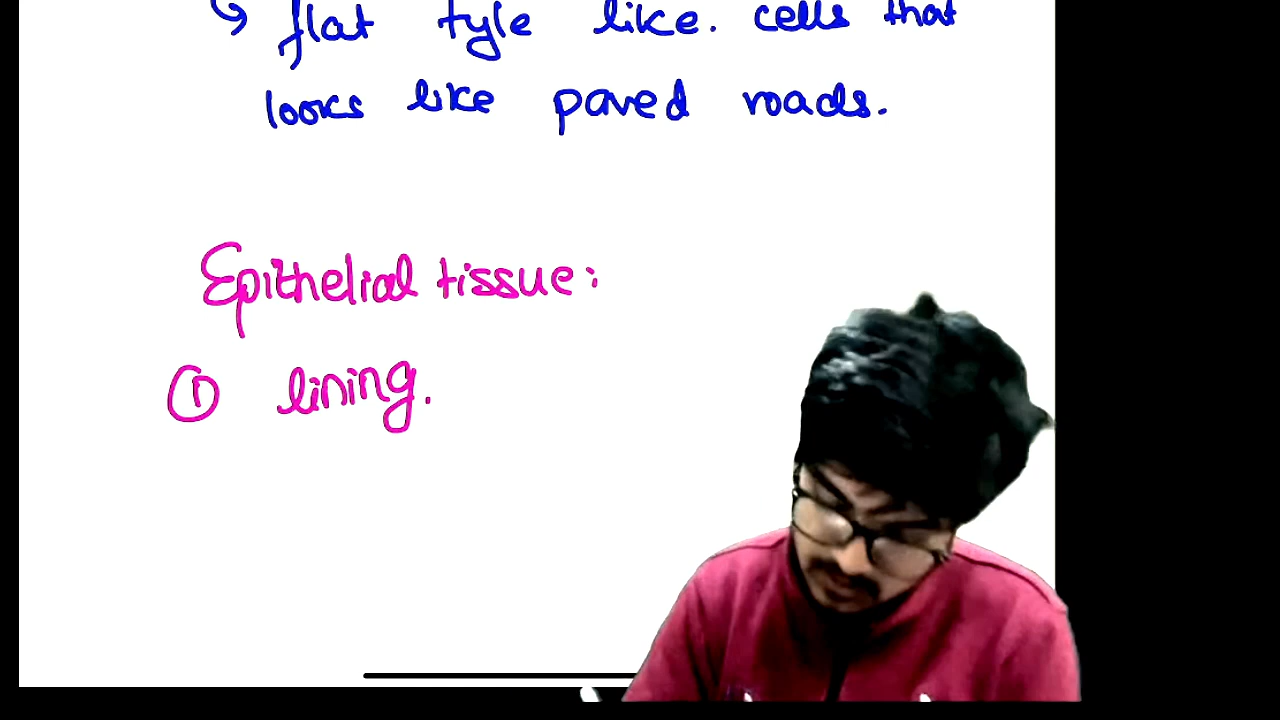 ↳ flat tyle like. cells that
looks like paved roads.
Epithelial tissue:
① lining.